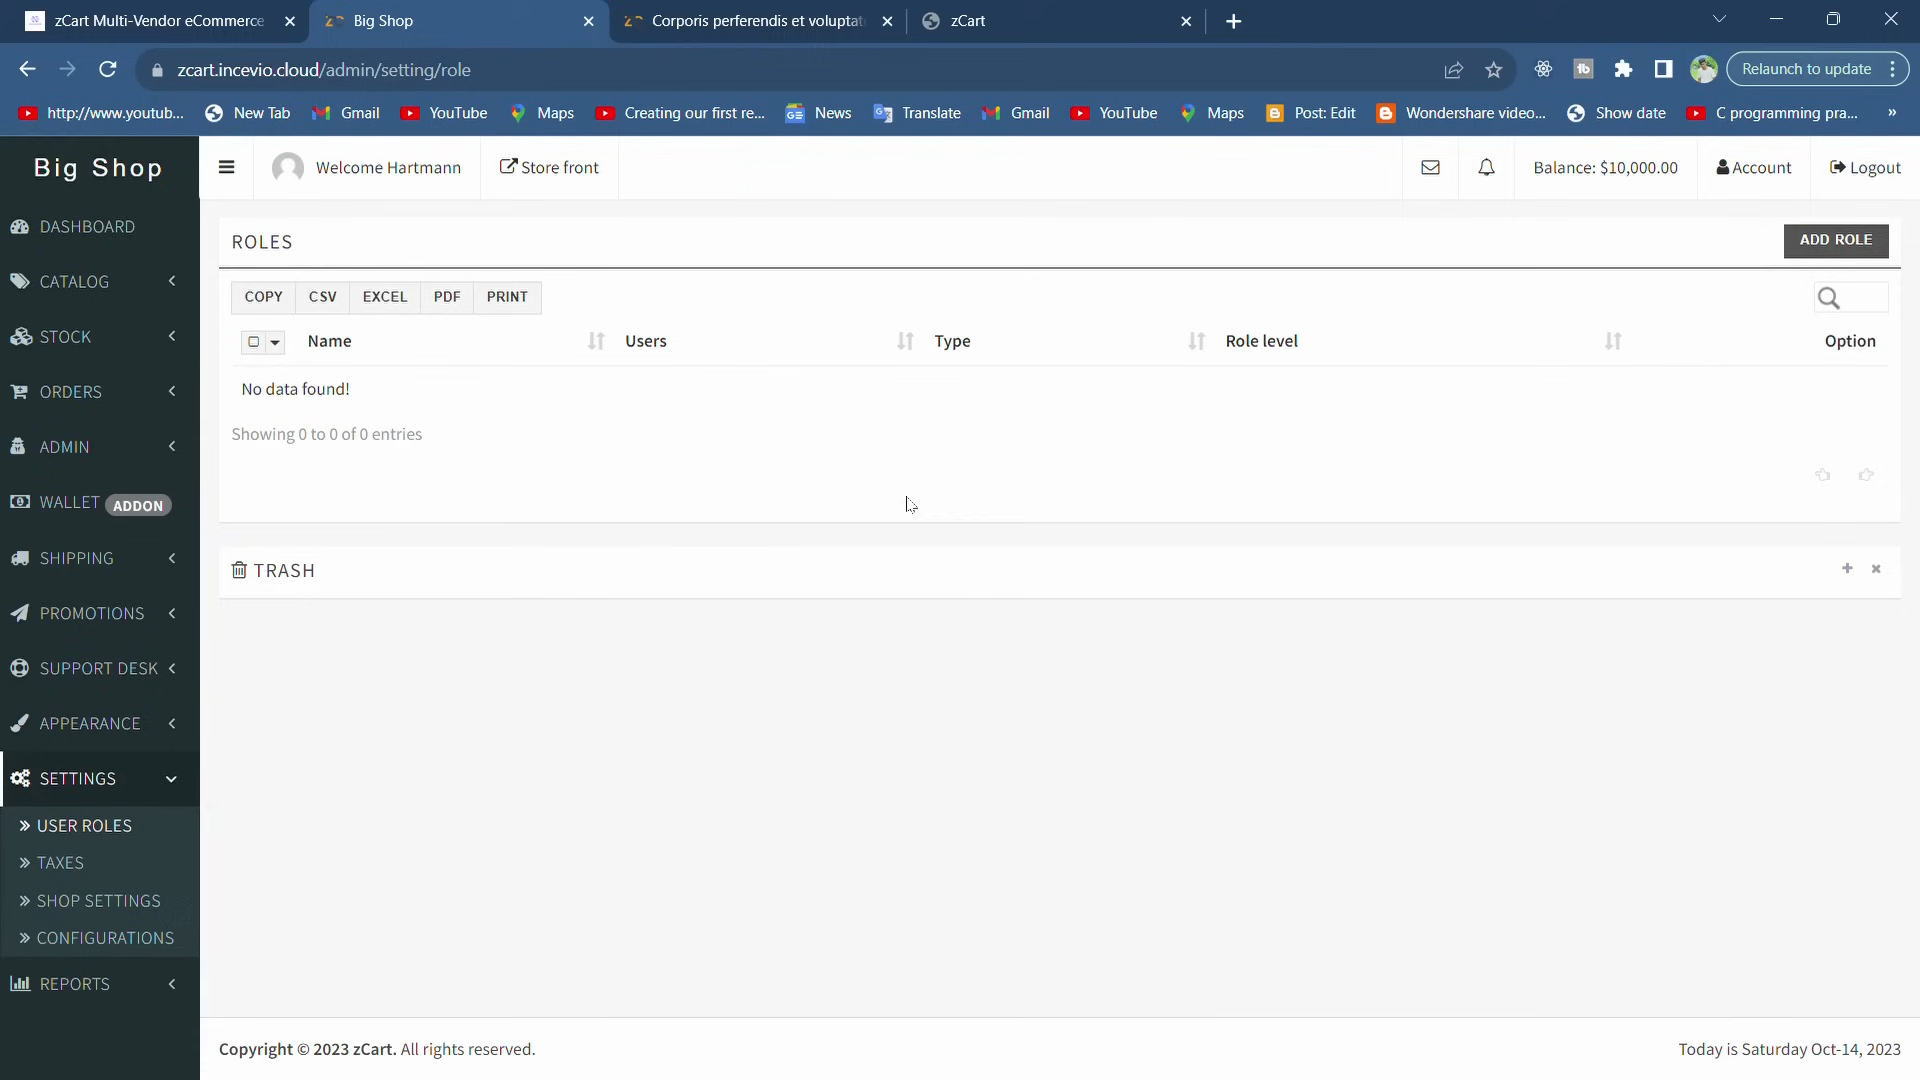 zCart Multi-Vendor eCommerce
Big Shop
Corporis perferendis et voluptat
zCart
zcart.incevio.cloud/admin/setting/role
Relaunch to update
http://www.youtub...
New Tab
Gmail
YouTube
Maps
Creating our first re...
News
Translate
Gmail
YouTube
Maps
Post: Edit
Wondershare video...
Show date
C programming pra...
»
Big Shop
Welcome Hartmann
Store front
Balance: $10,000.00
Account
Logout
DASHBOARD
CATALOG
STOCK
ORDERS
ADMIN
WALLET ADDON
SHIPPING
PROMOTIONS
SUPPORT DESK
APPEARANCE
SETTINGS
» USER ROLES
» TAXES
» SHOP SETTINGS
» CONFIGURATIONS
REPORTS
ROLES
ADD ROLE
COPY CSV EXCEL PDF PRINT
Name Users Type Role level Option
No data found!
Showing 0 to 0 of 0 entries
TRASH
Copyright © 2023 zCart. All rights reserved.
Today is Saturday Oct-14, 2023